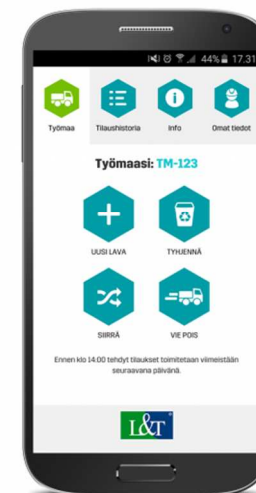 44% 17.31
Työmaa Tilaushistoria Info Omat tiedot
Työmaasi: TM-123
UUSI LAVA TYHJENNÄ
SIIRRÄ VIE POIS
Ennen klo 14:00 tehdyt tilaukset toimitetaan viimeistään
seuraavana päivänä.
L&T